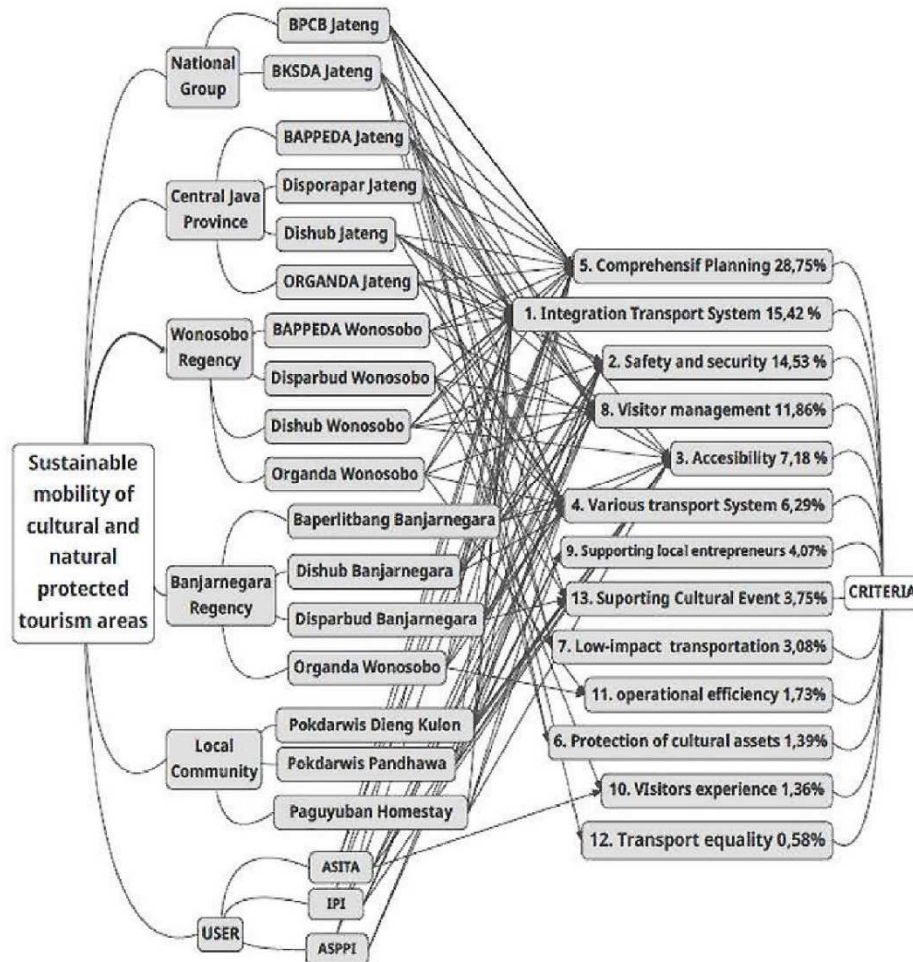 Sustainable
mobility of
cultural and
natural
protected
tourism areas
National
Group
BPCB Jateng
BKSDA Jateng
Central Java
Province
BAPPEDA Jateng
Disporapar Jateng
Dishub Jateng
ORGANDA Jateng
Wonosobo
Regency
BAPPEDA Wonosobo
Disparbud Wonosobo
Dishub Wonosobo
Organda Wonosobo
Banjarnegara
Regency
Baperlitbang Banjarnegara
Dishub Banjarnegara
Disparbud Banjarnegara
Organda Wonosobo
Local
Community
Pokdarwis Dieng Kulon
Pokdarwis Pandhawa
Paguyuban Homestay
USER
ASITA
IPI
ASPPI
5. Comprehensif Planning 28,75%
1. Integration Transport System 15,42 %
2. Safety and security 14,53 %
8. Visitor management 11,86%
3. Accesibility 7,18 %
4. Various transport System 6,29%
9. Supporting local entrepreneurs 4,07%
13. Suporting Cultural Event 3,75%
7. Low-impact transportation 3,08%
11. operational efficiency 1,73%
6. Protection of cultural assets 1,39%
10. VIsitors experience 1,36%
12. Transport equality 0,58%
CRITERIA